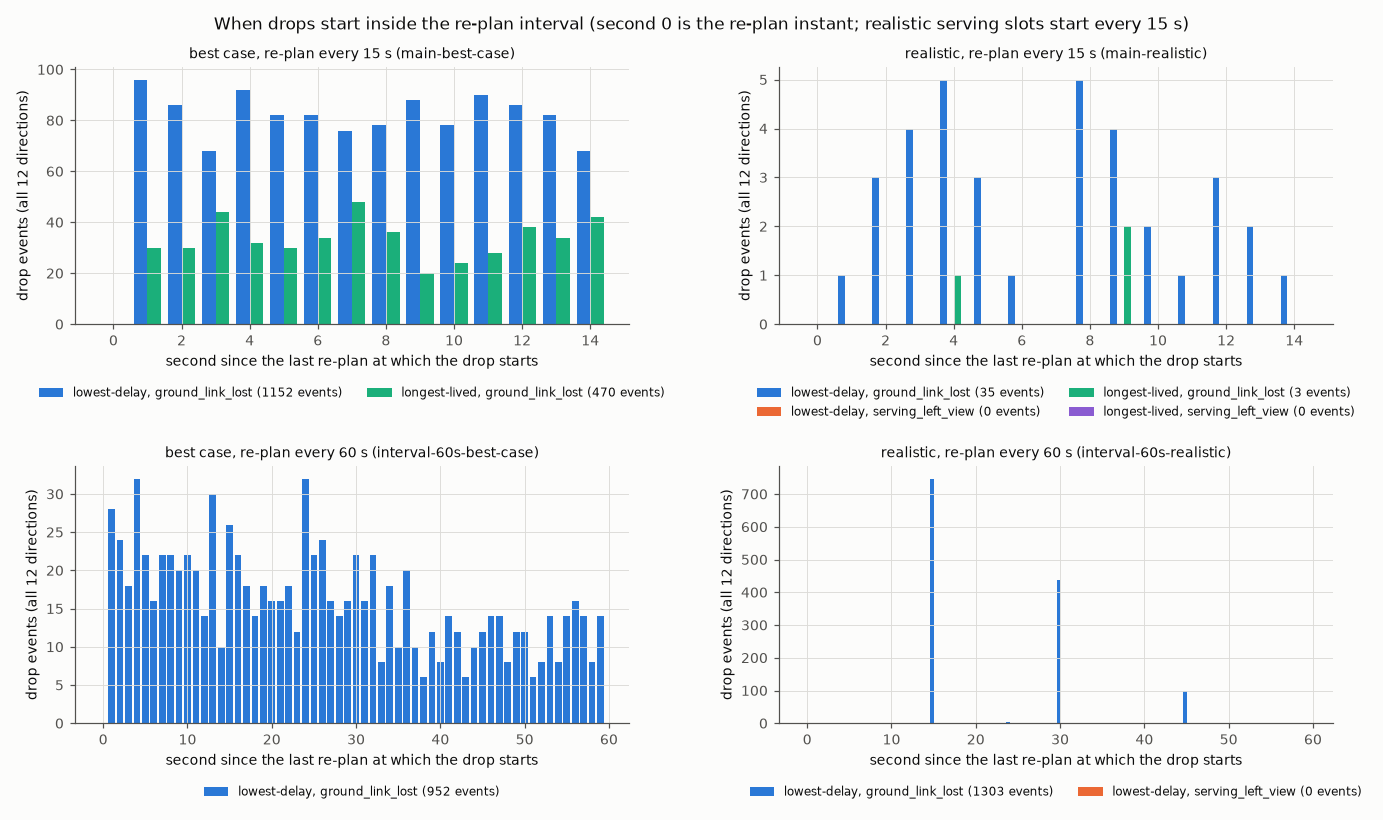 When drops start inside the re-plan interval (second 0 is the re-plan instant; realistic serving slots start every 15 s)
best case, re-plan every 15 s (main-best-case)
drop events (all 12 directions)
100
80
60
40
20
0
0 2 4 6 8 10 12 14
second since the last re-plan at which the drop starts
lowest-delay, ground_link_lost (1152 events)
longest-lived, ground_link_lost (470 events)
realistic, re-plan every 15 s (main-realistic)
drop events (all 12 directions)
5
4
3
2
1
0
0 2 4 6 8 10 12 14
second since the last re-plan at which the drop starts
lowest-delay, ground_link_lost (35 events)
longest-lived, ground_link_lost (3 events)
lowest-delay, serving_left_view (0 events)
longest-lived, serving_left_view (0 events)
best case, re-plan every 60 s (interval-60s-best-case)
drop events (all 12 directions)
30
25
20
15
10
5
0
0 10 20 30 40 50 60
second since the last re-plan at which the drop starts
lowest-delay, ground_link_lost (952 events)
realistic, re-plan every 60 s (interval-60s-realistic)
drop events (all 12 directions)
700
600
500
400
300
200
100
0
0 10 20 30 40 50 60
second since the last re-plan at which the drop starts
lowest-delay, ground_link_lost (1303 events)
lowest-delay, serving_left_view (0 events)